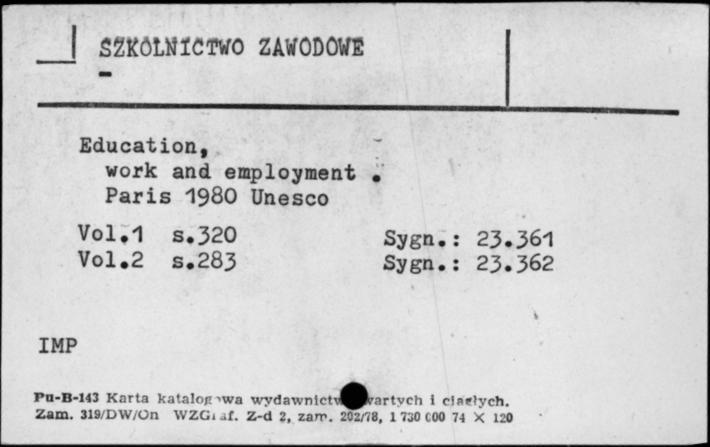 SZKOLNICTWO ZAWODOWE
Education,
work and employment .
Paris 1980 Unesco
Vol.1 s.320 Sygn.: 23.361
Vol.2 s.283 Sygn.: 23.362
IMP
Pu-B-143 Karta katalogowa wydawnictw zwartych i ciągłych.
Zam. 319/DW/On WZGraf. Z-d 2, zam. 202/78, 1 730 000 74 × 120